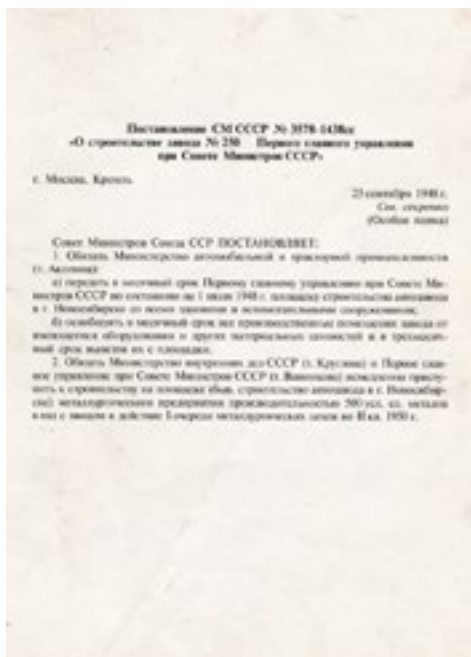 Постановление СМ СССР № 3578-1438сс
«О строительстве завода № 250 Первого главного управления
при Совете Министров СССР»
г. Москва, Кремль
25 сентября 1948 г.
Сов. секретно
(Особая папка)
Совет Министров Союза ССР ПОСТАНОВЛЯЕТ:
1. Обязать Министерство автомобильной и тракторной промышленности
(т. Акопова):
а) передать в месячный срок Первому главному управлению при Совете Ми-
нистров СССР по состоянию на 1 июля 1948 г. площадку строительства автозавода
в г. Новосибирске со всеми зданиями и вспомогательными сооружениями;
б) освободить в месячный срок все производственные помещения завода от
имеющегося оборудования и других материальных ценностей и в трехмесяч-
ный срок вывезти их с площадки.
2. Обязать Министерство внутренних дел СССР (т. Круглова) и Первое глав-
ное управление при Совете Министров СССР (т. Ванникова) немедленно присту-
пить к строительству на площадке быв. строительства автозавода в г. Новосибир-
ске) металлургического предприятия производительностью 500 усл. ед. металла
в год с вводом в действие I очереди металлургических цехов во II кв. 1950 г.